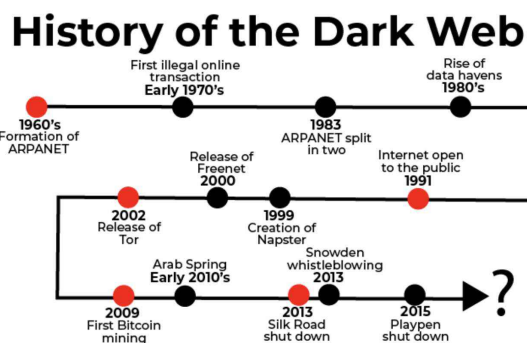 History of the Dark Web
First illegal online
transaction
Early 1970's
Rise of
data havens
1980's
1960's
Formation of
ARPANET
1983
ARPANET split
in two
Internet open
to the public
1991
Release of
Freenet
2000
1999
Creation of
Napster
2002
Release of
Tor
2009
First Bitcoin
mining
Arab Spring
Early 2010's
2013
Silk Road
shut down
Snowden
whistleblowing
2013
2015
Playpen
shut down
?